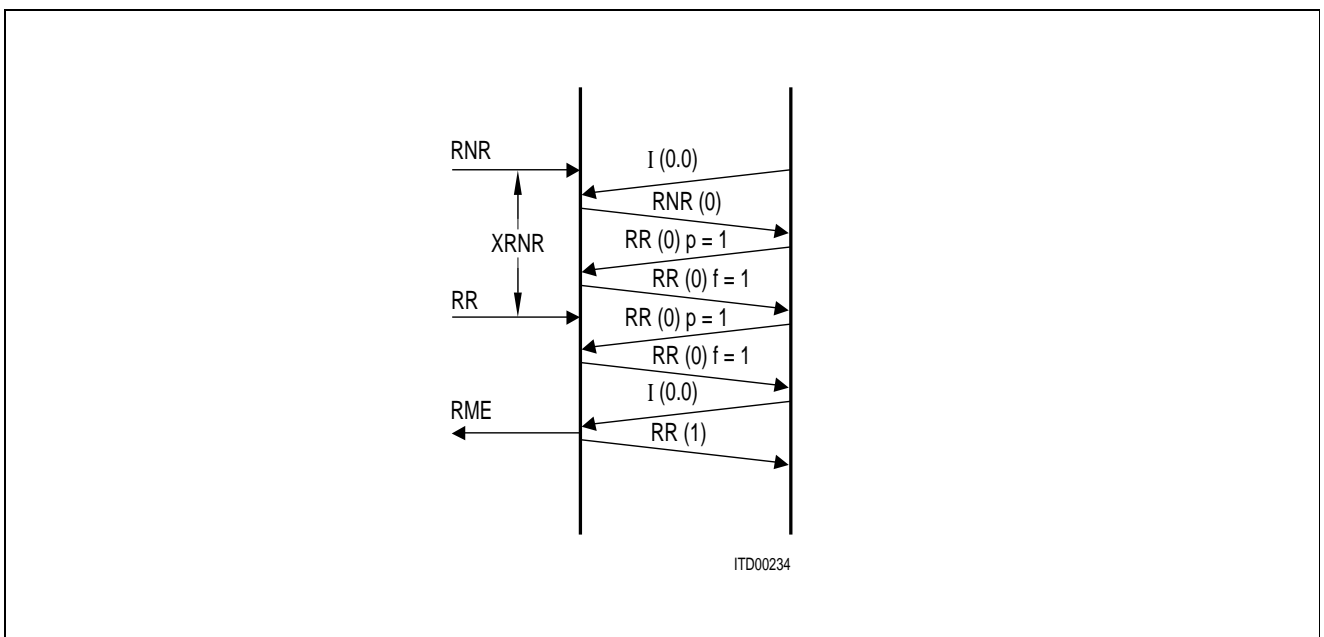 RNR
I (0.0)
RNR (0)
XRNR
RR (0) p = 1
RR (0) f = 1
RR
RR (0) p = 1
RR (0) f = 1
I (0.0)
RME
RR (1)
ITD00234